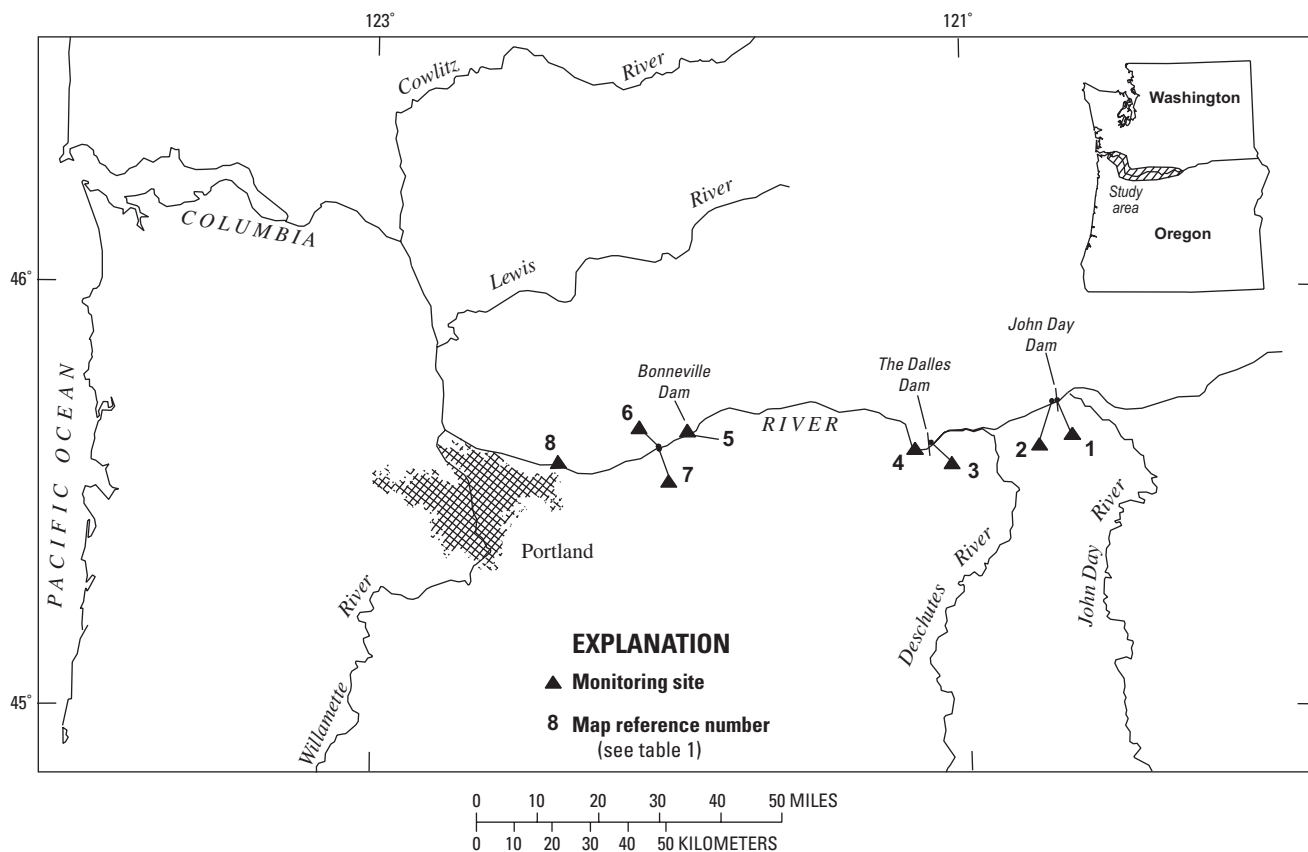 123°
121°
Cowlitz
River
Washington
Study
area
Oregon
COLUMBIA
River
Lewis
46°
John Day
Dam
The Dalles
Dam
Bonneville
Dam
PACIFIC OCEAN
RIVER
6
5
8
7
4
3
2
1
Portland
River
Willamette
River
Deschutes
River
John Day
EXPLANATION
Monitoring site
8 Map reference number
(see table 1)
45°
0 10 20 30 40 50 MILES
0 10 20 30 40 50 KILOMETERS